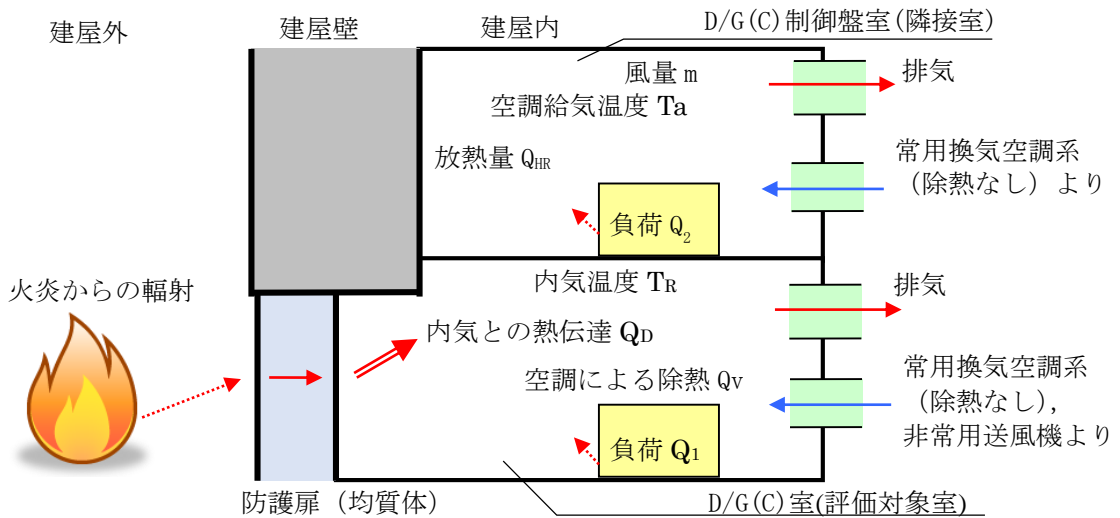 建屋外
建屋壁
建屋内
D/G(C)制御盤室(隣接室)
風量 m
空調給気温度 Ta
排気
放熱量 QHR
常用換気空調系
(除熱なし) より
負荷 Q2
内気温度 TR
火炎からの輻射
排気
内気との熱伝達 QD
空調による除熱 Qv
常用換気空調系
(除熱なし),
非常用送風機より
負荷 Q1
防護扉 (均質体)
D/G(C)室(評価対象室)